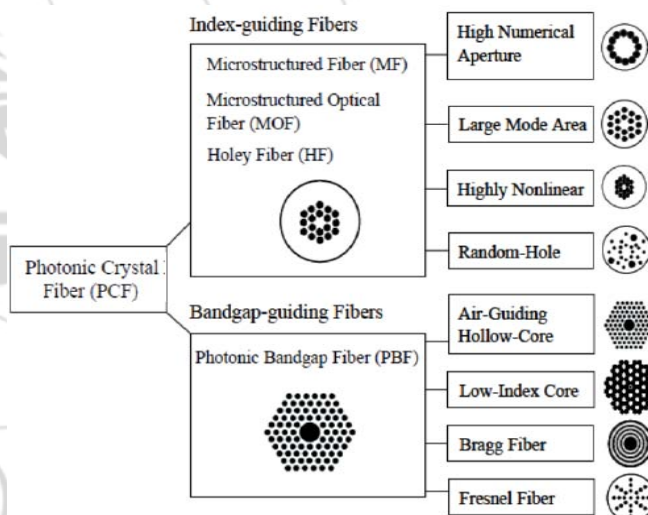 Index-guiding Fibers
Microstructured Fiber (MF)
Microstructured Optical
Fiber (MOF)
Holey Fiber (HF)
High Numerical
Aperture
Large Mode Area
Highly Nonlinear
Random-Hole
Photonic Crystal
Fiber (PCF)
Bandgap-guiding Fibers
Photonic Bandgap Fiber (PBF)
Air-Guiding
Hollow-Core
Low-Index Core
Bragg Fiber
Fresnel Fiber